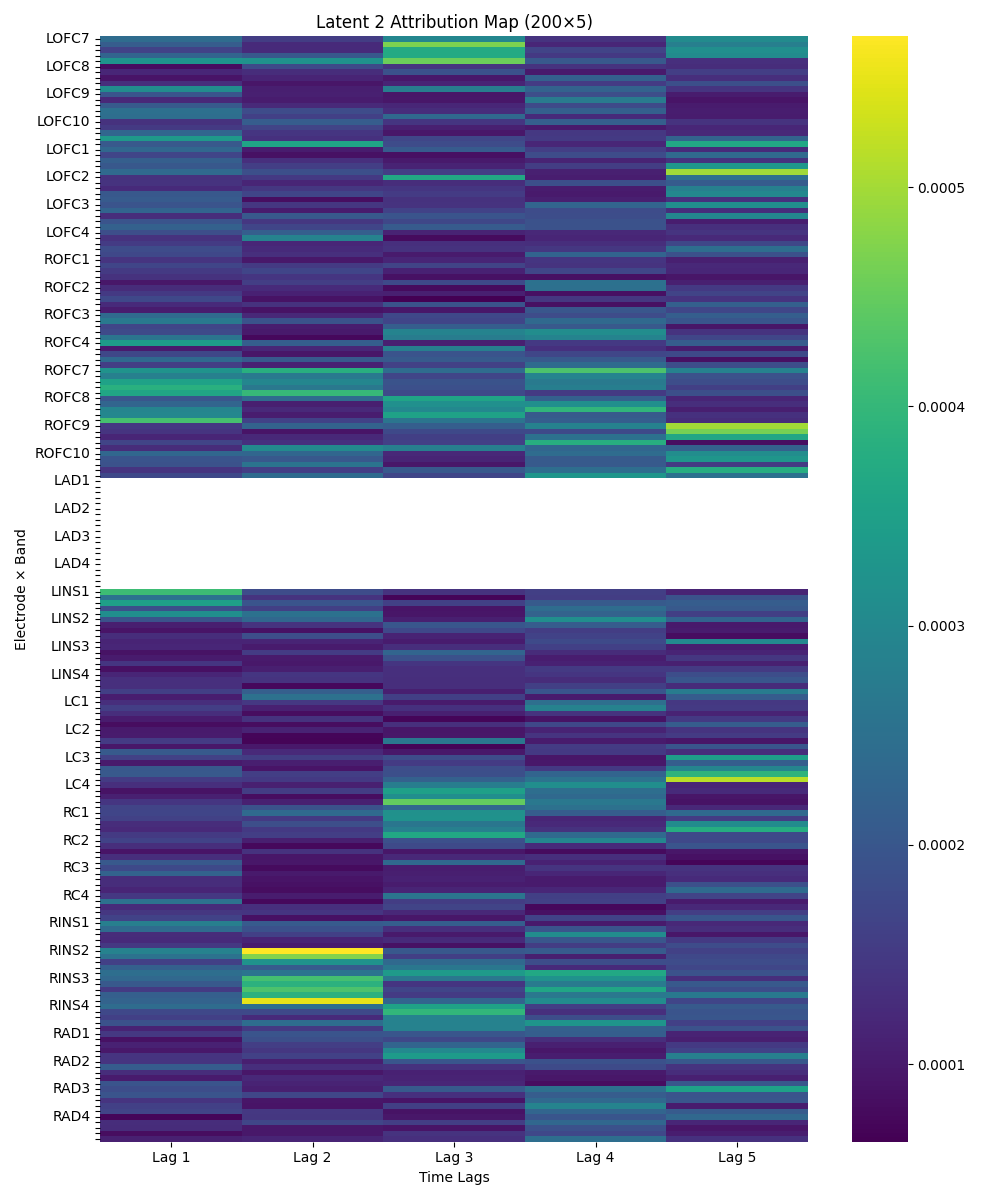 Latent 2 Attribution Map (200×5)
LOFC7
LOFC8
LOFC9
LOFC10
LOFC1
LOFC2
LOFC3
LOFC4
ROFC1
ROFC2
ROFC3
ROFC4
ROFC7
ROFC8
ROFC9
ROFC10
LAD1
LAD2
LAD3
LAD4
LINS1
LINS2
LINS3
LINS4
LC1
LC2
LC3
LC4
RC1
RC2
RC3
RC4
RINS1
RINS2
RINS3
RINS4
RAD1
RAD2
RAD3
RAD4
Electrode × Band
Lag 1 Lag 2 Lag 3 Lag 4 Lag 5
Time Lags
0.0005
0.0004
0.0003
0.0002
0.0001